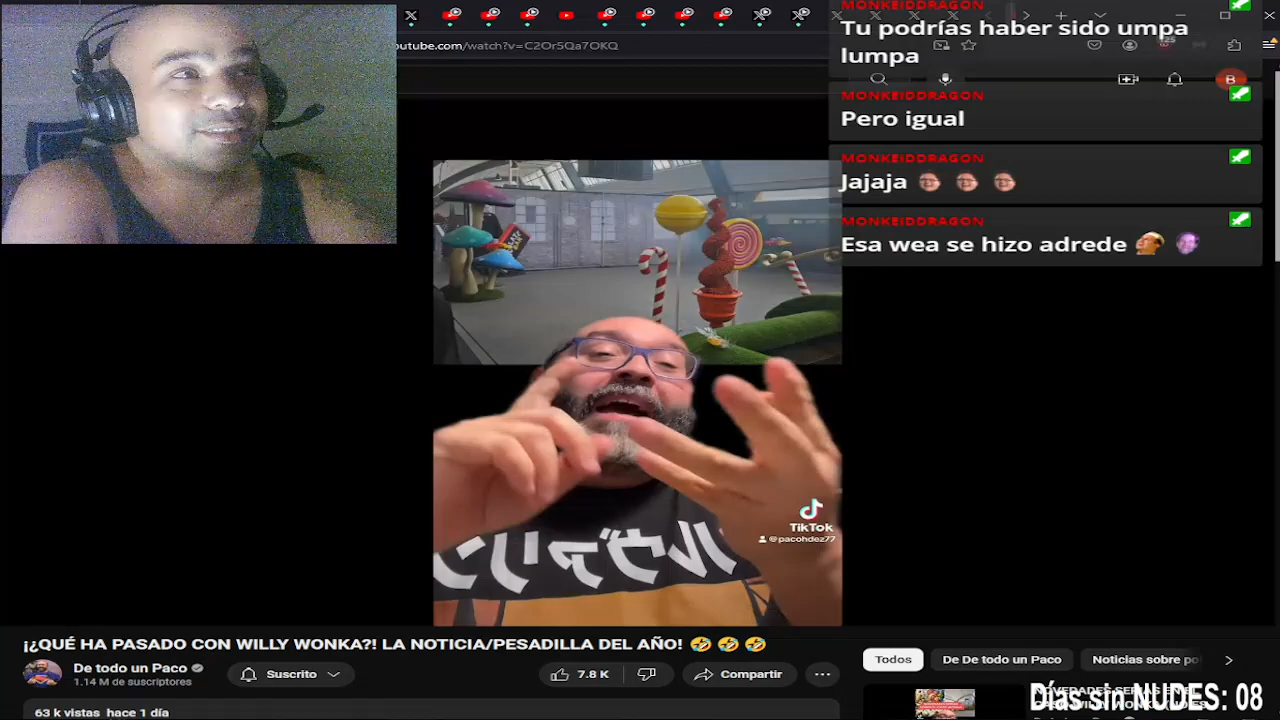 MONKEIDDRAGON
Tu podrías haber sido umpa
lumpa
outube.com/watch?v=C2Or5Qa7OKQ
MONKEIDDRAGON
Pero igual
MONKEIDDRAGON
Jajaja
MONKEIDDRAGON
Esa wea se hizo adrede
B
TikTok
@pacohdez77
¡¿QUÉ HA PASADO CON WILLY WONKA?! LA NOTICIA/PESADILLA DEL AÑO! 🤣 🤣 🤣
De todo un Paco
1.14 M de suscriptores
Suscrito
7.8 K
Compartir
63 k vistas hace 1 día
Todos
De De todo un Paco
Noticias sobre po
Días sin NUDES: 08